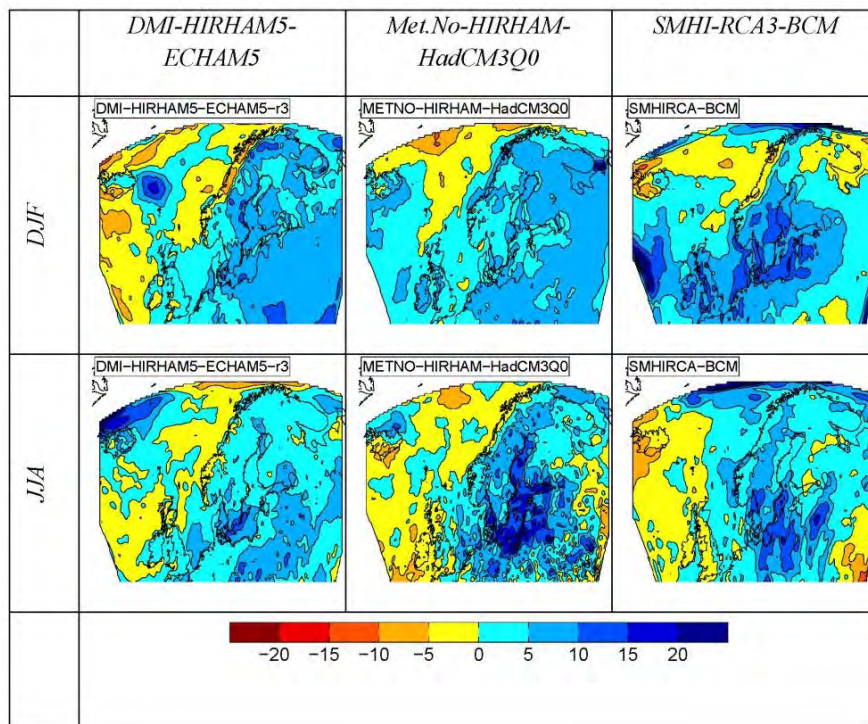 DMI-HIRHAM5-
ECHAM5
Met.No-HIRHAM-
HadCM3Q0
SMHI-RCA3-BCM
DJF
DMI−HIRHAM5−ECHAM5−r3
METNO−HIRHAM−HadCM3Q0
SMHIRCA−BCM
JJA
DMI−HIRHAM5−ECHAM5−r3
METNO−HIRHAM−HadCM3Q0
SMHIRCA−BCM
−20 −15 −10 −5 0 5 10 15 20